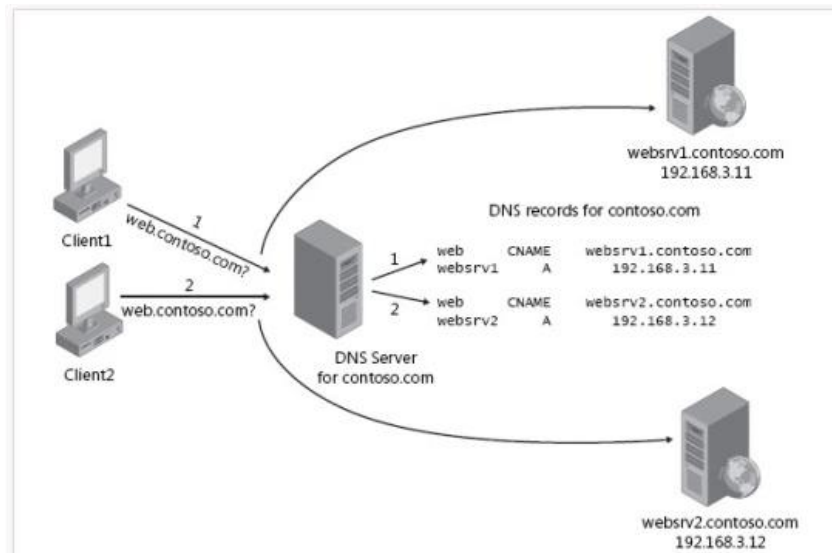 websrv1.contoso.com
192.168.3.11
DNS records for contoso.com
1
web.contoso.com?
Client1
1
web CNAME websrv1.contoso.com
websrv1 A 192.168.3.11
2
web.contoso.com?
2
web CNAME websrv2.contoso.com
websrv2 A 192.168.3.12
Client2
DNS Server
for contoso.com
websrv2.contoso.com
192.168.3.12